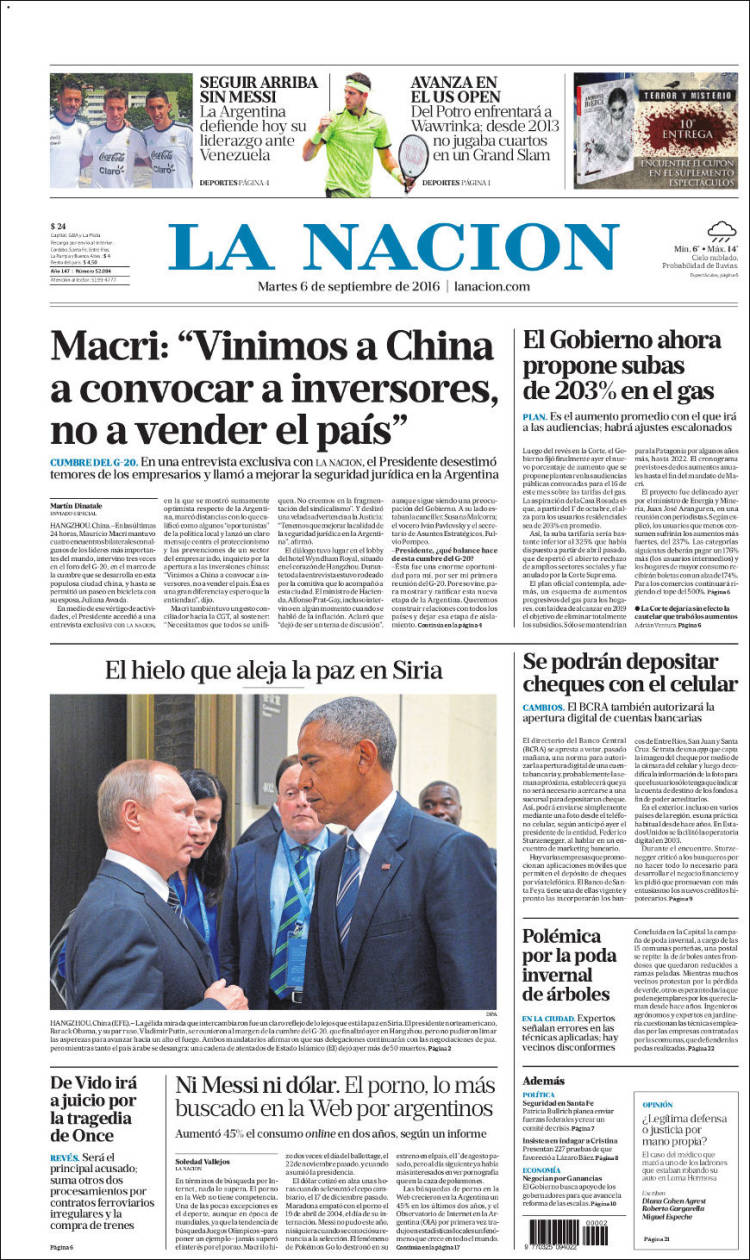 SEGUIR ARRIBA
SIN MESSI
La Argentina
defiende hoy su
liderazgo ante
Venezuela
DEPORTES PÁGINA 4
AVANZA EN
EL US OPEN
Del Potro enfrentará a
Wawrinka; desde 2013
no jugaba cuartos
en un Grand Slam
DEPORTES PÁGINA 1
TERROR Y MISTERIO
10ª
ENTREGA
ENCUENTRE EL CUPÓN
EN EL SUPLEMENTO
ESPECTÁCULOS
$ 24
Año 147 | Número 52.084
LA NACION
Martes 6 de septiembre de 2016 | lanacion.com
Mín. 6° • Máx. 14°
Cielo nublado.
Probabilidad de lluvias.
Macri: “Vinimos a China
a convocar a inversores,
no a vender el país”
CUMBRE DEL G-20. En una entrevista exclusiva con LA NACION, el Presidente desestimó
temores de los empresarios y llamó a mejorar la seguridad jurídica en la Argentina
Martín Dinatale
ENVIADO ESPECIAL
HANGZHOU, China.– En las últimas
24 horas, Mauricio Macri mantuvo
cuatro encuentros bilaterales con algunos de los líderes más importantes del mundo, intervino tres veces
en el foro del G-20, en el marco de
la cumbre que se desarrolla en esta
populosa ciudad china, y hasta se
permitió un paseo en bicicleta con
su esposa, Juliana Awada.
En medio de ese vértigo de actividades, el Presidente accedió a una
entrevista exclusiva con LA NACION,
en la que se mostró sumamente
optimista respecto de la Argentina, marcó distancias con lo que calificó como algunos “oportunistas”
de la política local y lanzó un claro
mensaje contra el proteccionismo
y las prevenciones de un sector
del empresariado, inquieto por la
apertura a las inversiones chinas:
“Vinimos a China a convocar a inversores, no a vender el país. Esa es
una gran diferencia y espero que la
entiendan”, dijo.
Macri también tuvo un gesto conciliador hacia la CGT, al sostener:
“Necesitamos que todos se unifiquen. No creemos en la fragmentación del sindicalismo”. Y deslizó
una velada advertencia a la Justicia:
“Tenemos que mejorar la calidad de
la seguridad jurídica en la Argentina”, afirmó.
El diálogo tuvo lugar en el lobby
del hotel Wyndham Royal, situado
en el corazón de Hangzhou. Durante toda la entrevista estuvo rodeado
por la comitiva que lo acompañó a
esta ciudad. El ministro de Hacienda, Alfonso Prat-Gay, incluso intervino en algún momento cuando se
habló de la inflación. Aclaró que
“dejó de ser un tema de discusión”,
aunque sigue siendo una preocupación del Gobierno. A su lado estaban la canciller, Susana Malcorra;
el vocero Iván Pavlovsky y el secretario de Asuntos Estratégicos, Fulvio Pompeo.
–Presidente, ¿qué balance hace
de esta cumbre del G-20?
–Ésta fue una enorme oportunidad para mí, por ser mi primera
reunión del G-20. Pero sobre todo para mostrar y ratificar esta nueva
etapa de la Argentina. Queremos
construir relaciones con todos los países
y dejar esa etapa de aislamiento. Continúa en la página 4
El Gobierno ahora
propone subas
de 203% en el gas
PLAN. Es el aumento promedio con el que irá
a las audiencias; habrá ajustes escalonados
Luego del revés en la Corte, el Gobierno fijó finalmente ayer el nuevo porcentaje de aumento que se
propone plantear en las audiencias
públicas convocadas para el 16 de
este mes sobre las tarifas del gas.
La aspiración de la Casa Rosada es
que, a partir del 1º de octubre, el alza para los usuarios residenciales
sea de 203% en promedio.
Así, la suba tarifaria sería bastante inferior al 325% que había
dispuesto a partir de abril pasado,
que despertó el abierto rechazo
de amplios sectores sociales y fue
anulado por la Corte Suprema.
El plan oficial contempla, además, un esquema de aumentos
progresivos del gas para los hogares, con la idea de alcanzar en 2019
el objetivo de eliminar totalmente
los subsidios. Sólo se mantendrían
para la Patagonia por algunos años
más, hasta 2022. El cronograma
previsto es de dos aumentos anuales hasta el fin del mandato de Macri.
El proyecto fue delineado ayer
por el ministro de Energía y Minería, Juan José Aranguren, en una
reunión con periodistas. Según explicó, los usuarios que menos consumen sufrirán los aumentos más
fuertes, del 237%. Las categorías
siguientes deberán pagar un 176%
más (los usuarios intermedios) y
los hogares de mayor consumo recibirán boletas con un alza de 174%.
Para los comercios continuará rigiendo el tope del 500%. Página 6
● La Corte dejaría sin efecto la
cautelar que trabó los aumentos
Adrián Ventura. Página 6
El hielo que aleja la paz en Siria
DPA
HANGZHOU, China (EFE).– La gélida mirada que intercambiaron fue un claro reflejo de lo lejos que está la paz en Siria. El presidente norteamericano,
Barack Obama, y su par ruso, Vladimir Putin, se reunieron al margen de la cumbre del G-20, que finalizó ayer en Hangzhou, pero no pudieron limar
las asperezas para avanzar hacia un alto el fuego. Ambos mandatarios afirmaron que sus delegaciones continuarán con las negociaciones de paz,
pero mientras tanto el país árabe se desangra: una cadena de atentados de Estado Islámico (EI) dejó ayer más de 50 muertos. Página 2
Se podrán depositar
cheques con el celular
CAMBIOS. El BCRA también autorizará la
apertura digital de cuentas bancarias
El directorio del Banco Central
(BCRA) se apresta a votar, pasado
mañana, una norma para autorizar la apertura digital de una cuenta bancaria y, probablemente la semana próxima, establecerá que ya
no será necesario acercarse a una
sucursal para depositar un cheque.
Así, podrá enviarse simplemente
mediante una foto desde el teléfono celular, según anticipó ayer el
presidente de la entidad, Federico
Sturzenegger, al hablar en un encuentro de marketing bancario.
Hay varias empresas que promocionan aplicaciones móviles que
permiten el depósito de cheques
por vía telefónica. El Banco de Santa Fe ya tiene una de ellas vigente y
pronto las incorporarán los bancos de Entre Ríos, San Juan y Santa
Cruz. Se trata de una app que capta
la imagen del cheque por medio de
la cámara del celular y luego decodifica la información de la foto para
que el usuario sólo tenga que indicar
la cuenta de destino de los fondos a
fin de poder acreditarlos.
En el exterior, incluso en varios
países de la región, es una práctica
habitual desde hace años. En Estados Unidos se facilitó la operatoria
digital en 2003.
Durante el encuentro, Sturzenegger criticó a los banqueros por
no hacer todo lo necesario para
desarrollar el negocio financiero y
les pidió que promuevan con más
entusiasmo los nuevos créditos hipotecarios. Página 9
Polémica
por la poda
invernal
de árboles
EN LA CIUDAD. Expertos
señalan errores en las
técnicas aplicadas; hay
vecinos disconformes
Concluida en la Capital la campaña de poda invernal, a cargo de las
15 comunas porteñas, una postal
se repite: la de árboles antes frondosos que quedaron reducidos a
ramas peladas. Mientras muchos
vecinos protestan por la pérdida
de verde, otros esperan todavía que
poden ejemplares por los que reclaman desde hace años. Ingenieros
agrónomos y expertos en jardinería cuestionan las técnicas empleadas por las empresas contratadas
por las comunas, que defienden las
podas realizadas. Página 22
De Vido irá
a juicio por
la tragedia
de Once
REVÉS. Será el
principal acusado;
suma otros dos
procesamientos por
contratos ferroviarios
irregulares y la
compra de trenes
Página 6
Ni Messi ni dólar. El porno, lo más
buscado en la Web por argentinos
Aumentó 45% el consumo online en dos años, según un informe
Soledad Vallejos
LA NACION
En términos de búsqueda por Internet, nada lo supera. El porno
en la Web no tiene competencia.
Una de las pocas excepciones es
el deporte, aunque en época de
mundiales, ya que la tendencia de
búsqueda Juegos Olímpicos –para
poner un ejemplo– jamás superó
el interés por el porno. Macri lo hizo dos veces: el día del ballottage, el
22 de noviembre pasado, y cuando
asumió la presidencia.
El dólar cotizó en alza unas horas cuando se levantó el cepo cambiario, el 17 de diciembre pasado.
Maradona empató con el porno el
19 de abril de 2004, el día de su internación. Messi no pudo este año,
ni siquiera cuando se conoció su renuncia a la selección. El fenómeno
de Pokémon Go lo destronó en su
estreno en el país, el 1º de agosto pasado, pero al día siguiente ya había
más interesados en ver pornografía
que en la caza de pokemones.
Las búsquedas de porno en la
Web crecieron en la Argentina un
45% en los últimos dos años, y el
Observatorio de Internet en la Argentina (OIA) por primera vez trabajó con estadísticas locales un fenómeno que crece en todo el mundo.
Continúa en la página 17
Además
POLÍTICA
Seguridad en Santa Fe
Patricia Bullrich planea enviar
fuerzas federales y crear un
comité de crisis. Página 7
Insisten en indagar a Cristina
Presentan 227 pruebas de que
favoreció a Lázaro Báez. Página 8
ECONOMÍA
Negocian por Ganancias
El Gobierno busca apoyo de los
gobernadores para que avance la
reforma de las escalas. Página 10
00002
9 770325 094022
OPINIÓN
¿Legítima defensa
o justicia por
mano propia?
El caso del médico que
mató a uno de los ladrones
que estaban robando su
auto en Loma Hermosa
Escriben
Diana Cohen Agrest
Roberto Gargarella
Miguel Espeche
Página 21